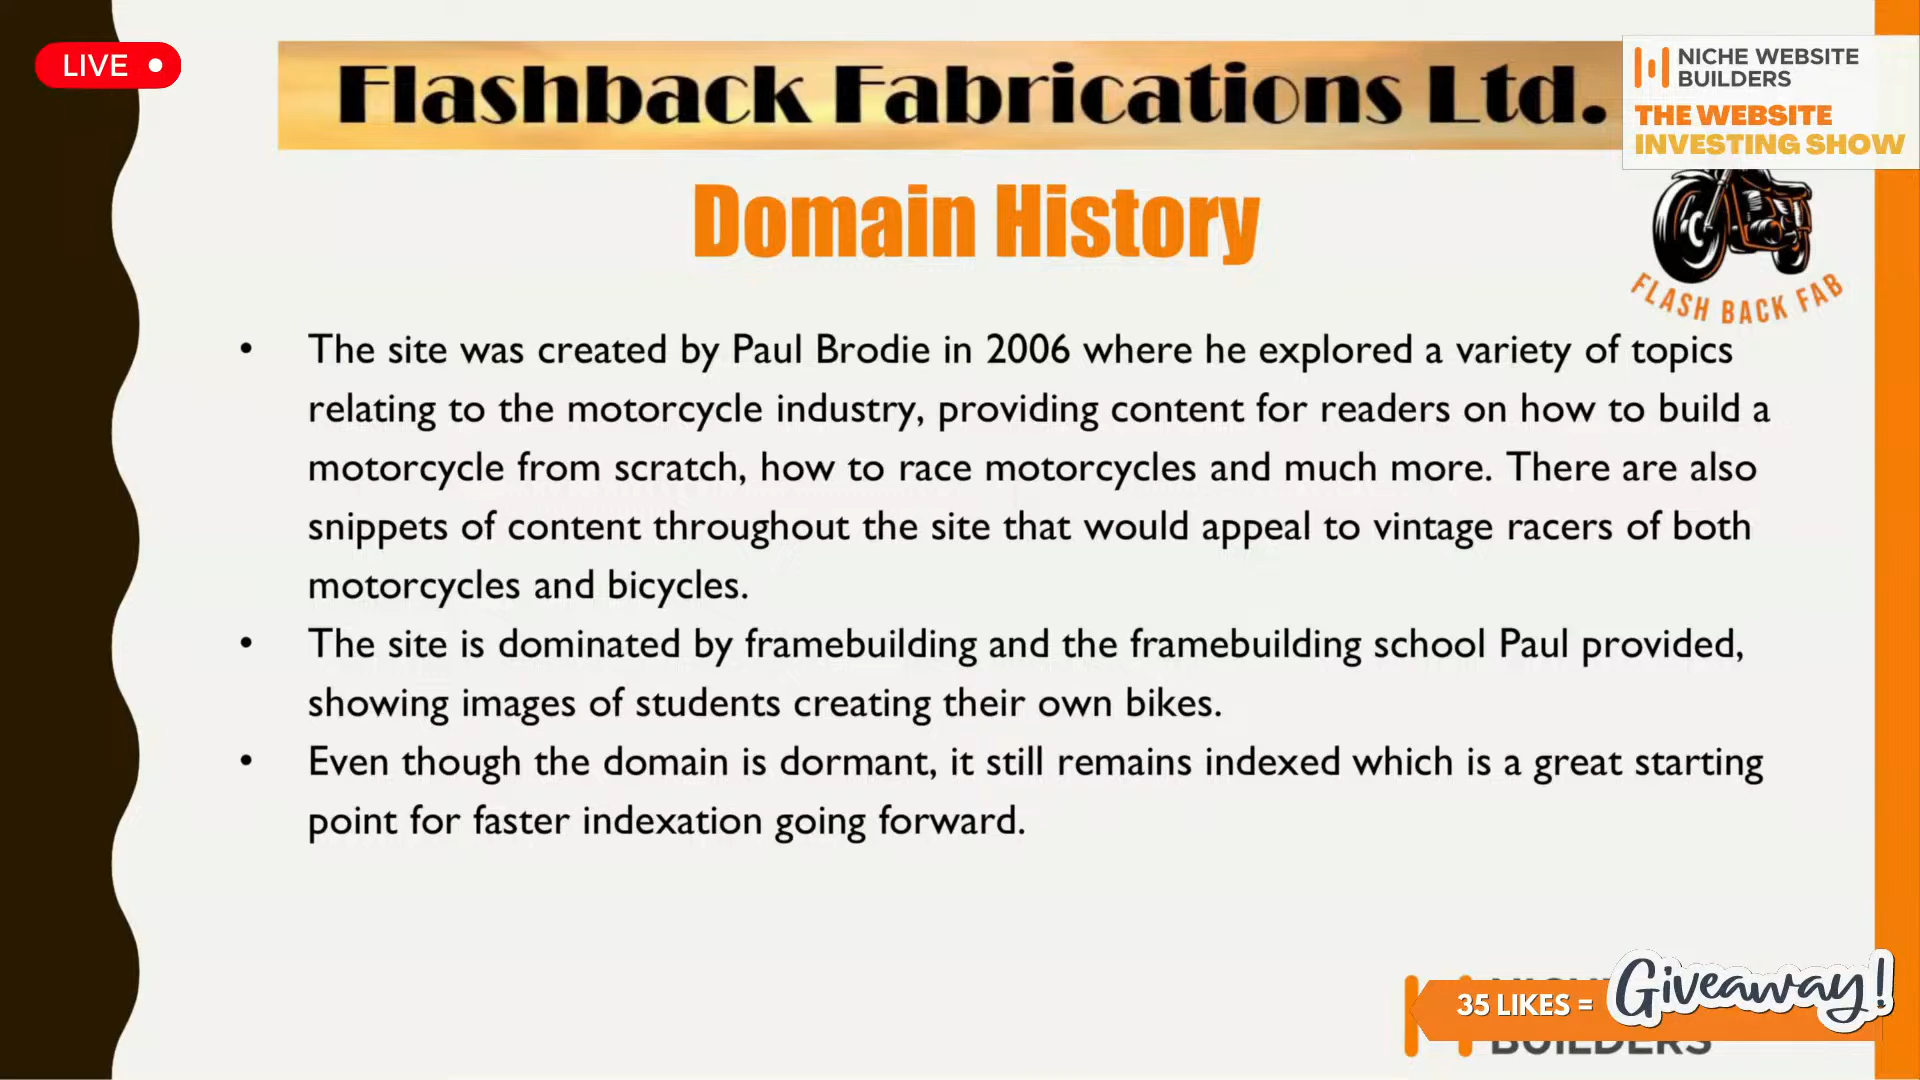 LIVE
Flashback Fabrications Ltd.
NICHE WEBSITE
BUILDERS
THE WEBSITE
INVESTING SHOW
Domain History
FLASH BACK FAB
• The site was created by Paul Brodie in 2006 where he explored a variety of topics
relating to the motorcycle industry, providing content for readers on how to build a
motorcycle from scratch, how to race motorcycles and much more. There are also
snippets of content throughout the site that would appeal to vintage racers of both
motorcycles and bicycles.
• The site is dominated by framebuilding and the framebuilding school Paul provided,
showing images of students creating their own bikes.
• Even though the domain is dormant, it still remains indexed which is a great starting
point for faster indexation going forward.
35 LIKES = Giveaway!
BUILDERS